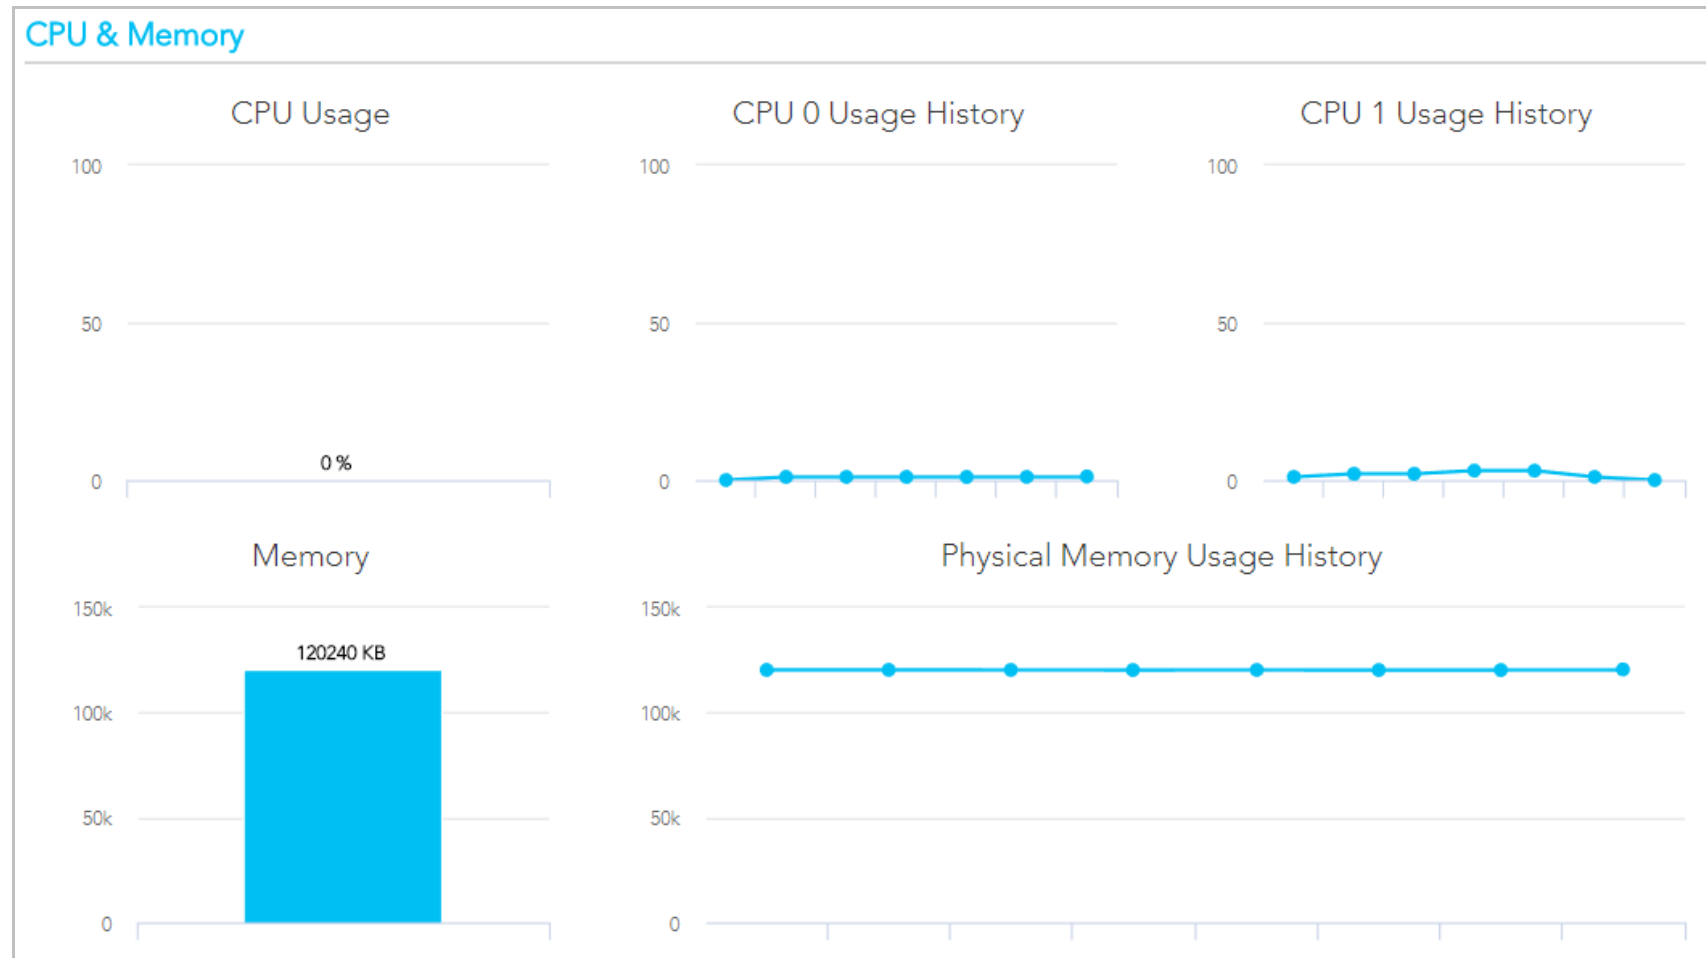 CPU & Memory
CPU Usage
100
50
0 %
0
CPU 0 Usage History
100
50
0
CPU 1 Usage History
100
50
0
Memory
150k
120240 KB
100k
50k
0
Physical Memory Usage History
150k
100k
50k
0